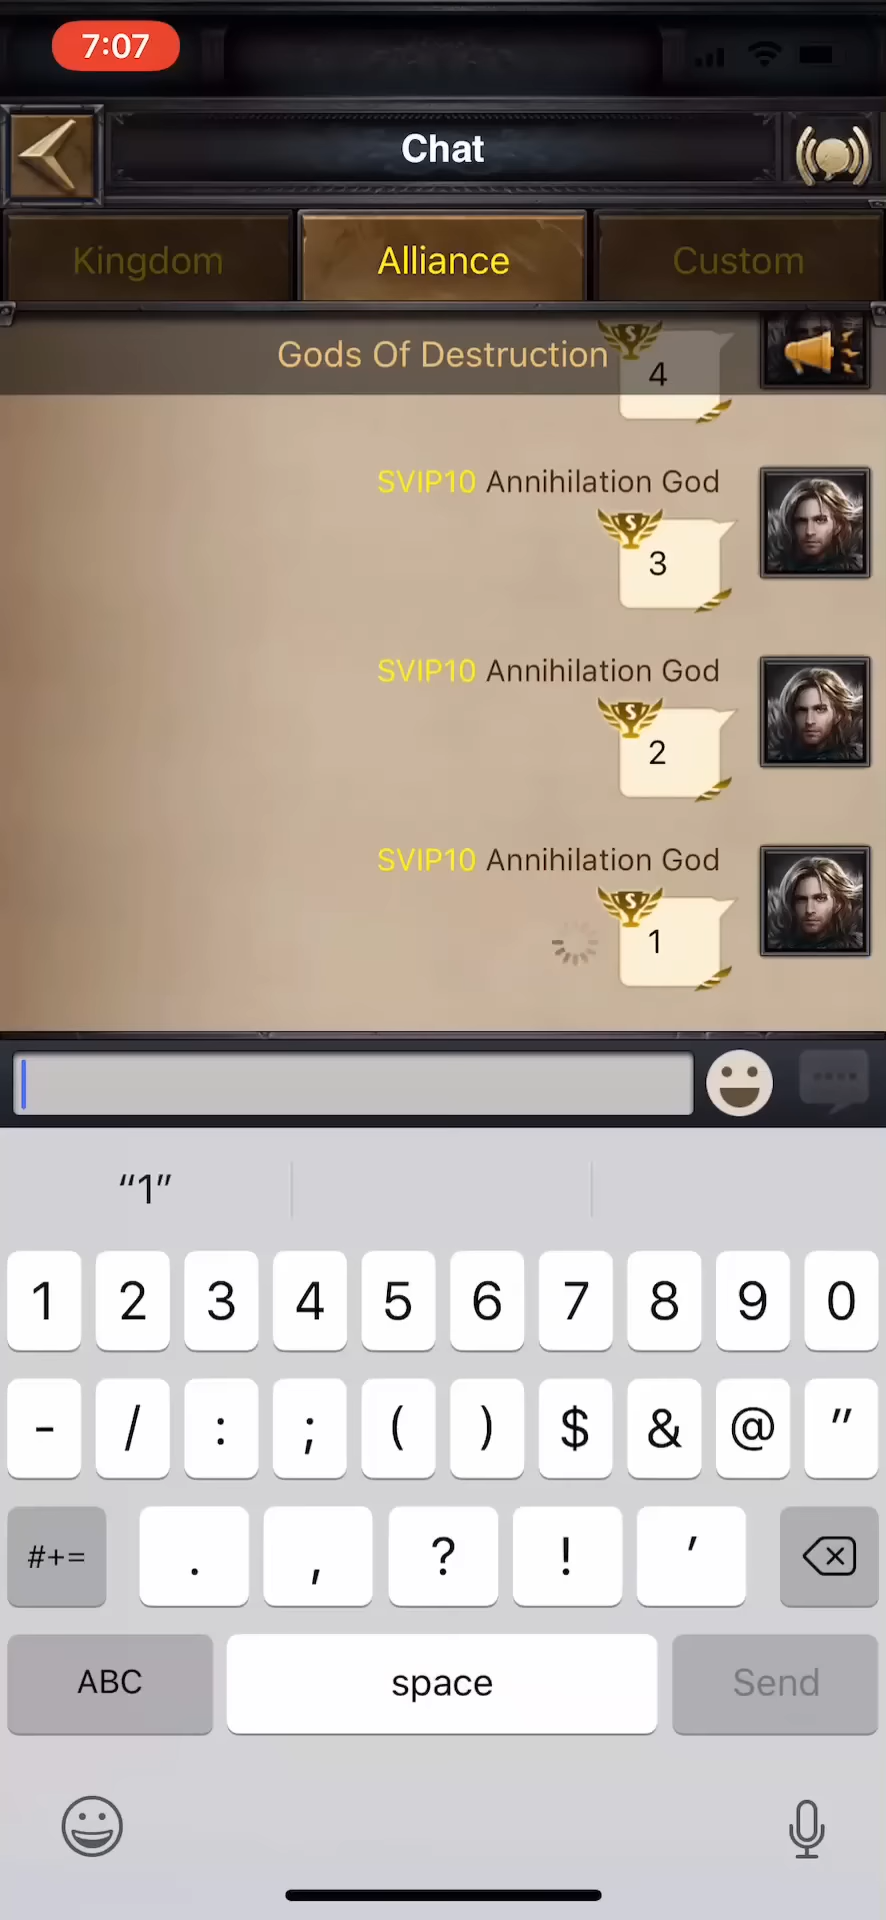 7:07
Chat
Kingdom Alliance Custom
Gods Of Destruction
4
SVIP10 Annihilation God
S
3
SVIP10 Annihilation God
S
2
SVIP10 Annihilation God
S
1
“1”
1 2 3 4 5 6 7 8 9 0
- / : ; ( ) $ & @ "
#+= . , ? ! '
ABC space Send